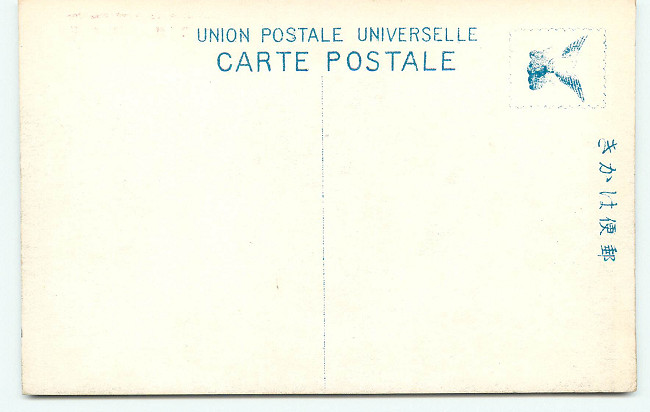 UNION POSTALE UNIVERSELLE
CARTE POSTALE
郵便はかき